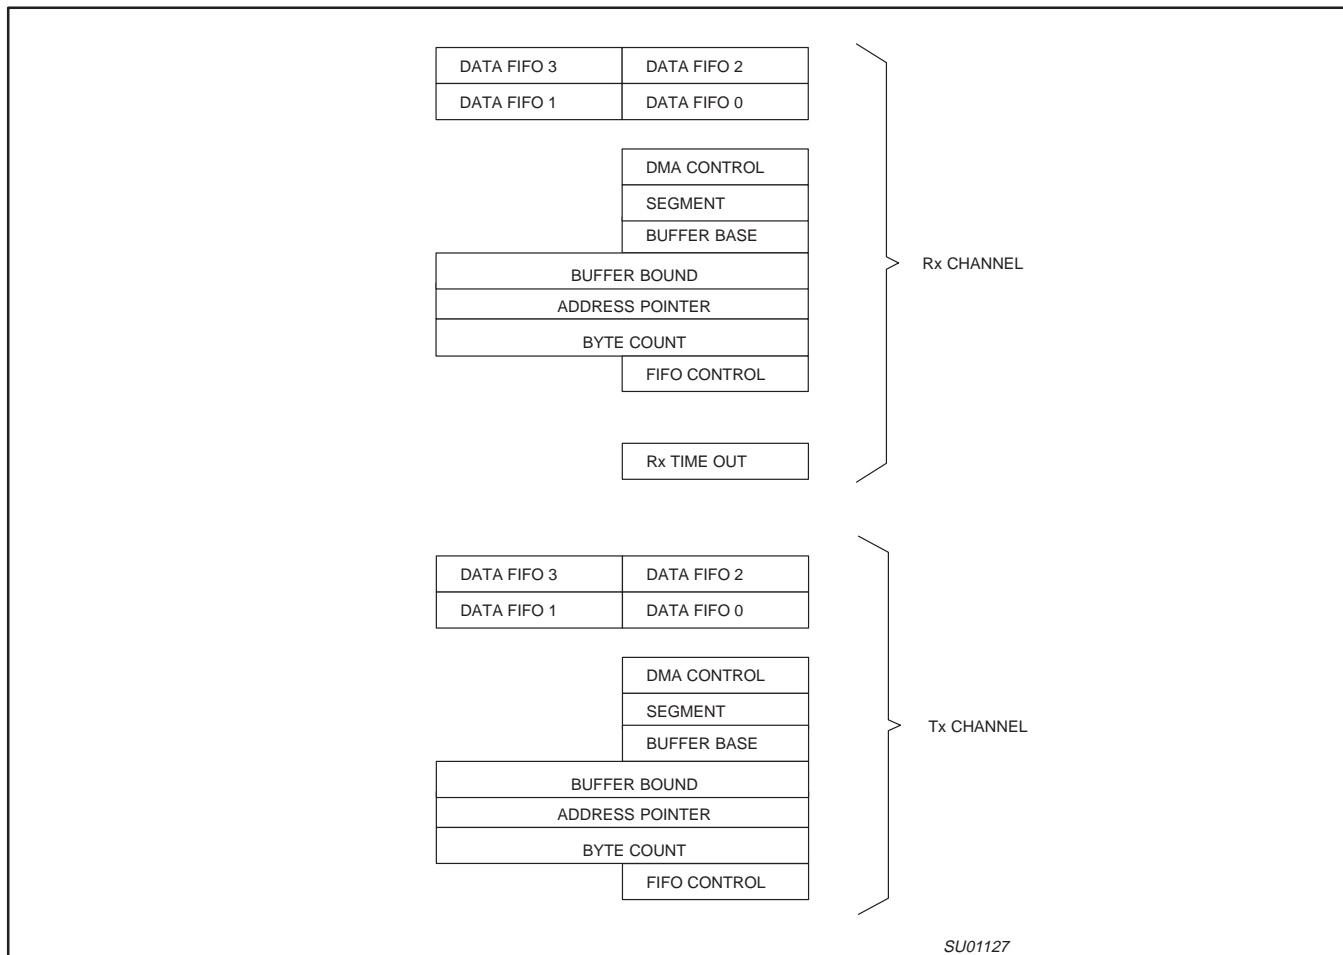 DATA FIFO 3 DATA FIFO 2
DATA FIFO 1 DATA FIFO 0
DMA CONTROL
SEGMENT
BUFFER BASE
BUFFER BOUND
ADDRESS POINTER
BYTE COUNT
FIFO CONTROL
Rx TIME OUT
Rx CHANNEL
DATA FIFO 3 DATA FIFO 2
DATA FIFO 1 DATA FIFO 0
DMA CONTROL
SEGMENT
BUFFER BASE
BUFFER BOUND
ADDRESS POINTER
BYTE COUNT
FIFO CONTROL
Tx CHANNEL
SU01127